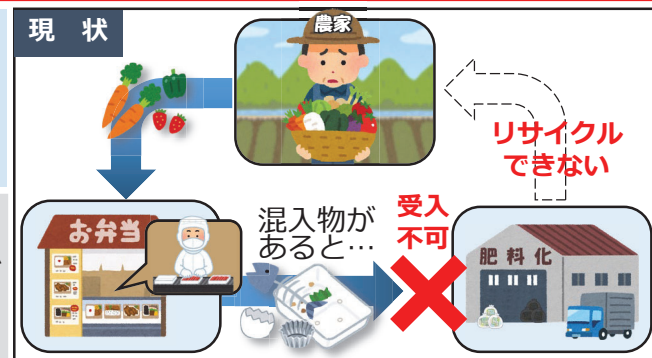 現 状
農家
リサイクル
できない
お弁当
混入物が
あると…
受入
不可
肥料化